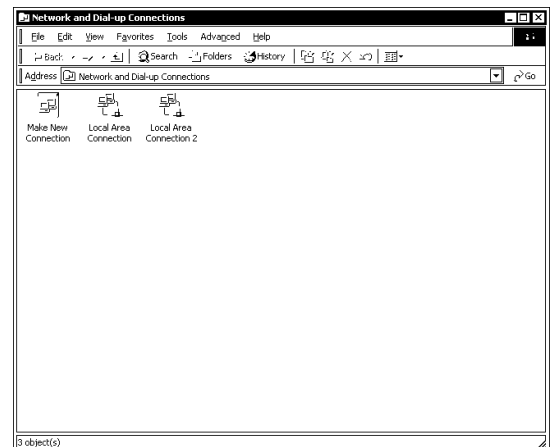 Network and Dial-up Connections
File Edit View Favorites Tools Advanced Help
Back Search Folders History
Address Network and Dial-up Connections Go
Make New Connection
Local Area Connection
Local Area Connection 2
3 object(s)